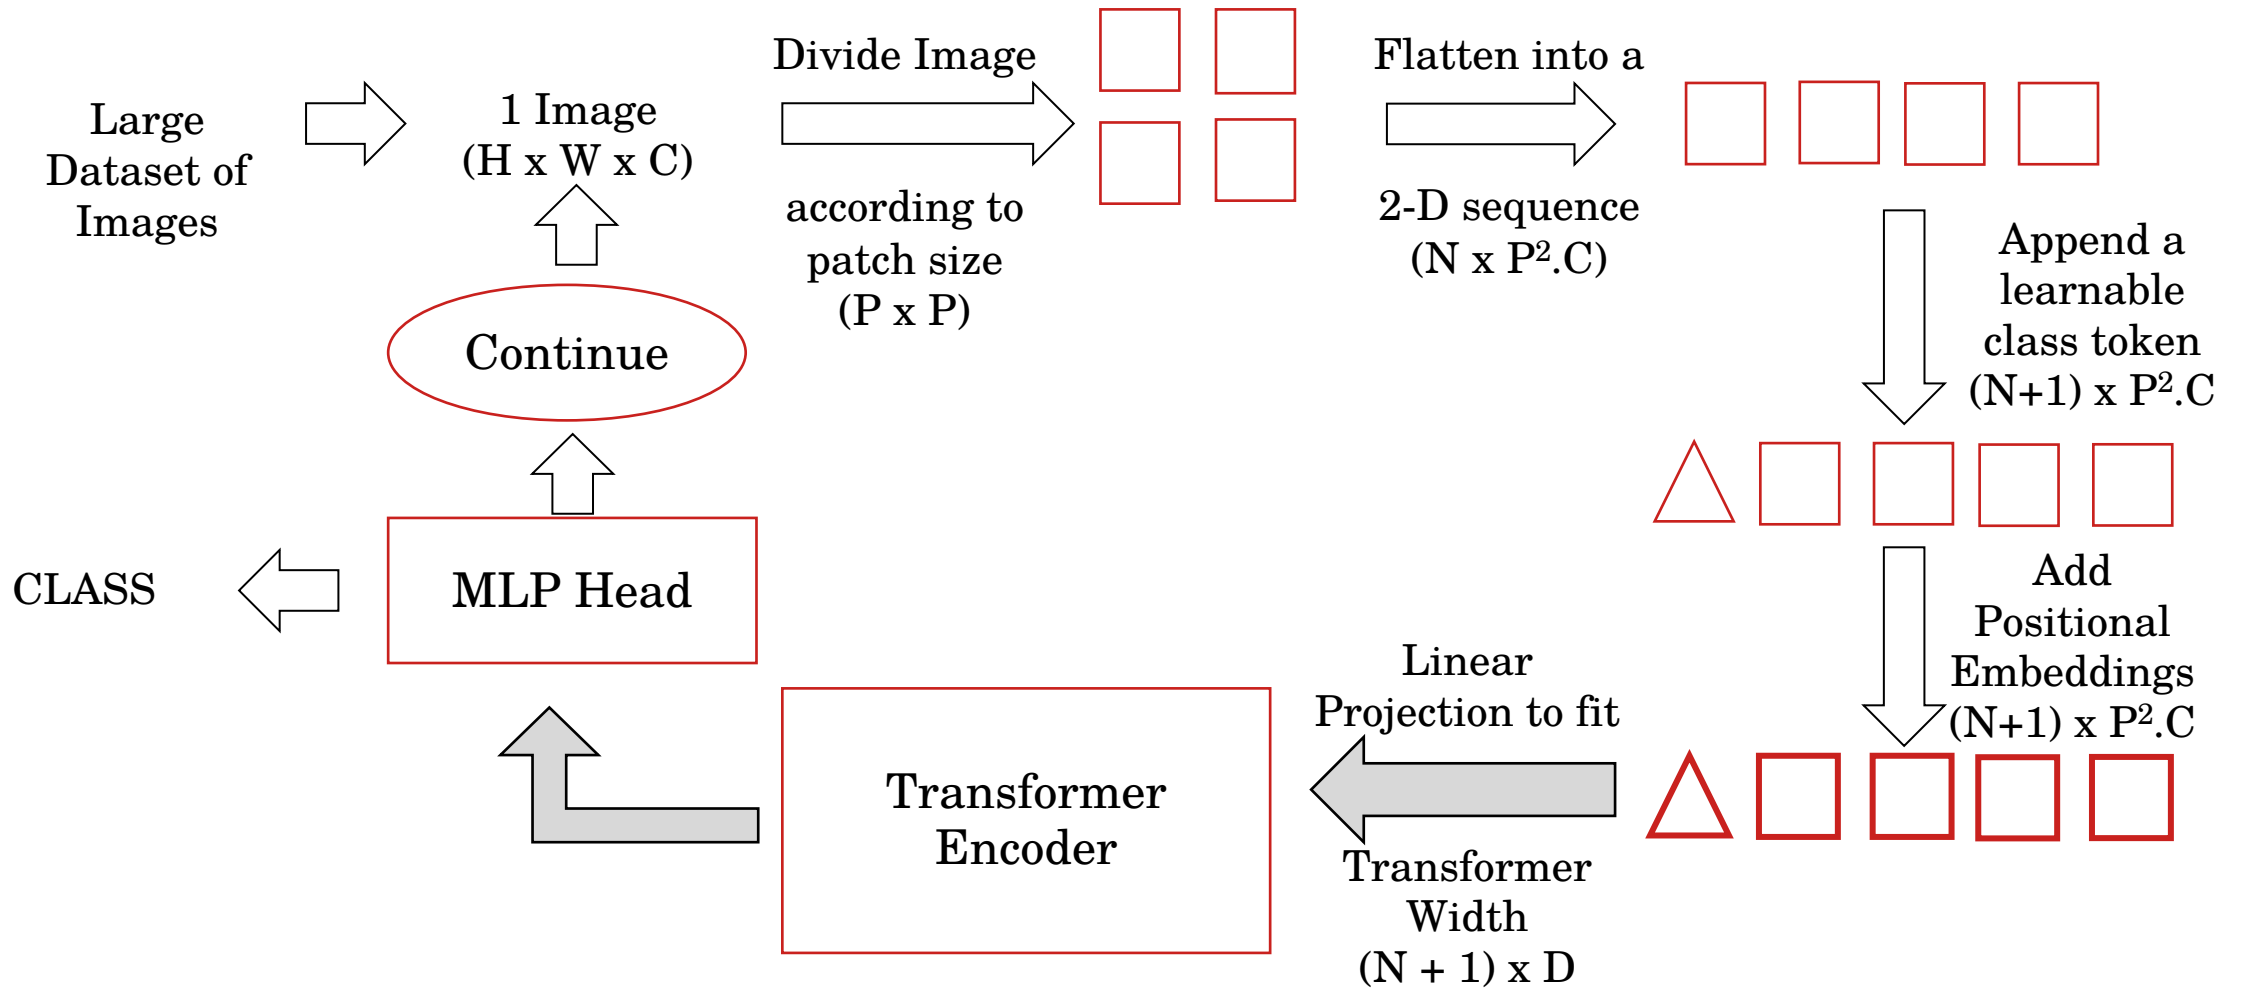 Large
Dataset of
Images
1 Image
(H x W x C)
Divide Image
according to
patch size
(P x P)
Flatten into a
2-D sequence
(N x P².C)
Append a
learnable
class token
(N+1) x P².C
Add
Positional
Embeddings
(N+1) x P².C
Linear
Projection to fit
Transformer
Width
(N + 1) x D
Transformer
Encoder
MLP Head
CLASS
Continue